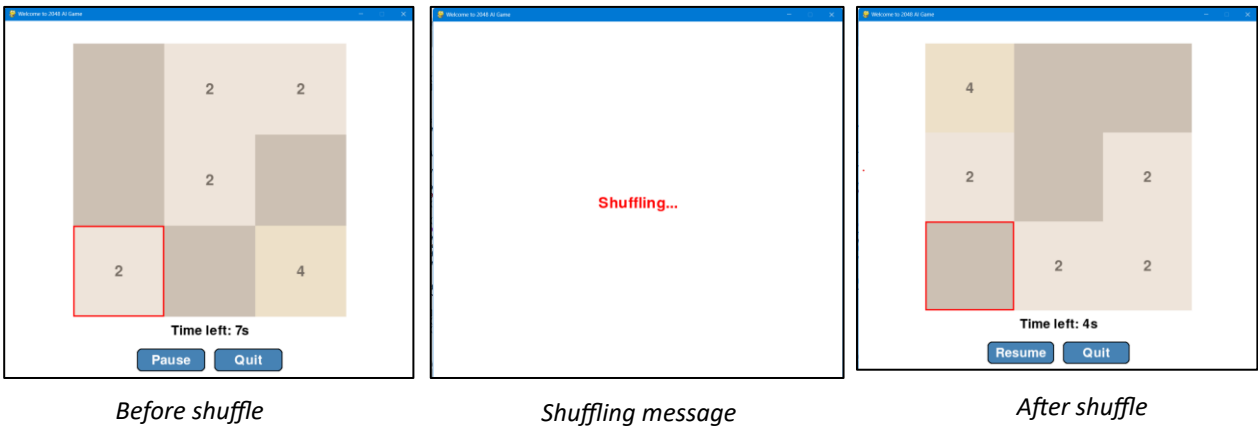 Welcome to 2048 AI Game
2 2
2
2 4
Time left: 7s
Pause Quit
Before shuffle
Welcome to 2048 AI Game
Shuffling...
Shuffling message
Welcome to 2048 AI Game
4
2 2
2 2
Time left: 4s
Resume Quit
After shuffle